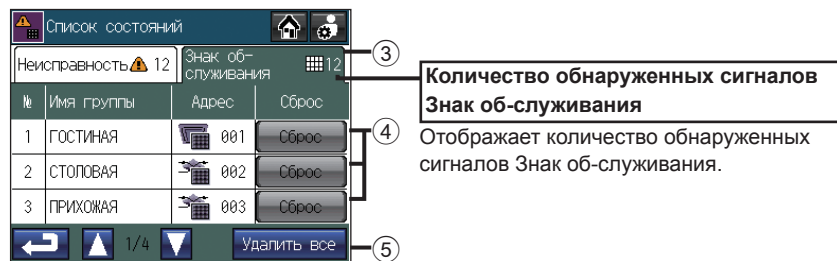 Список состояний
Неисправность 12
Знак об-
служивания
12
№ Имя группы Адрес Сброс
1 ГОСТИНАЯ 001 Сброс
2 СТОЛОВАЯ 002 Сброс
3 ПРИХОЖАЯ 003 Сброс
1/4 Удалить все
3
4
5
Количество обнаруженных сигналов
Знак об-служивания
Отображает количество обнаруженных
сигналов Знак об-служивания.